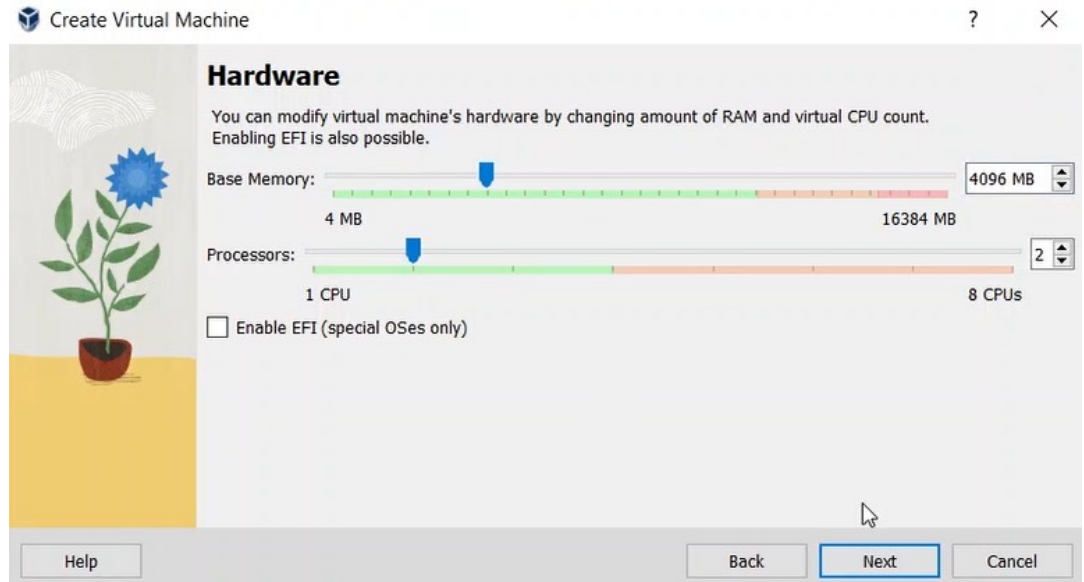 Create Virtual Machine
?
Hardware
You can modify virtual machine's hardware by changing amount of RAM and virtual CPU count.
Enabling EFI is also possible.
Base Memory:
4096 MB
4 MB
16384 MB
Processors:
2
1 CPU
8 CPUs
Enable EFI (special OSes only)
Help
Back
Next
Cancel